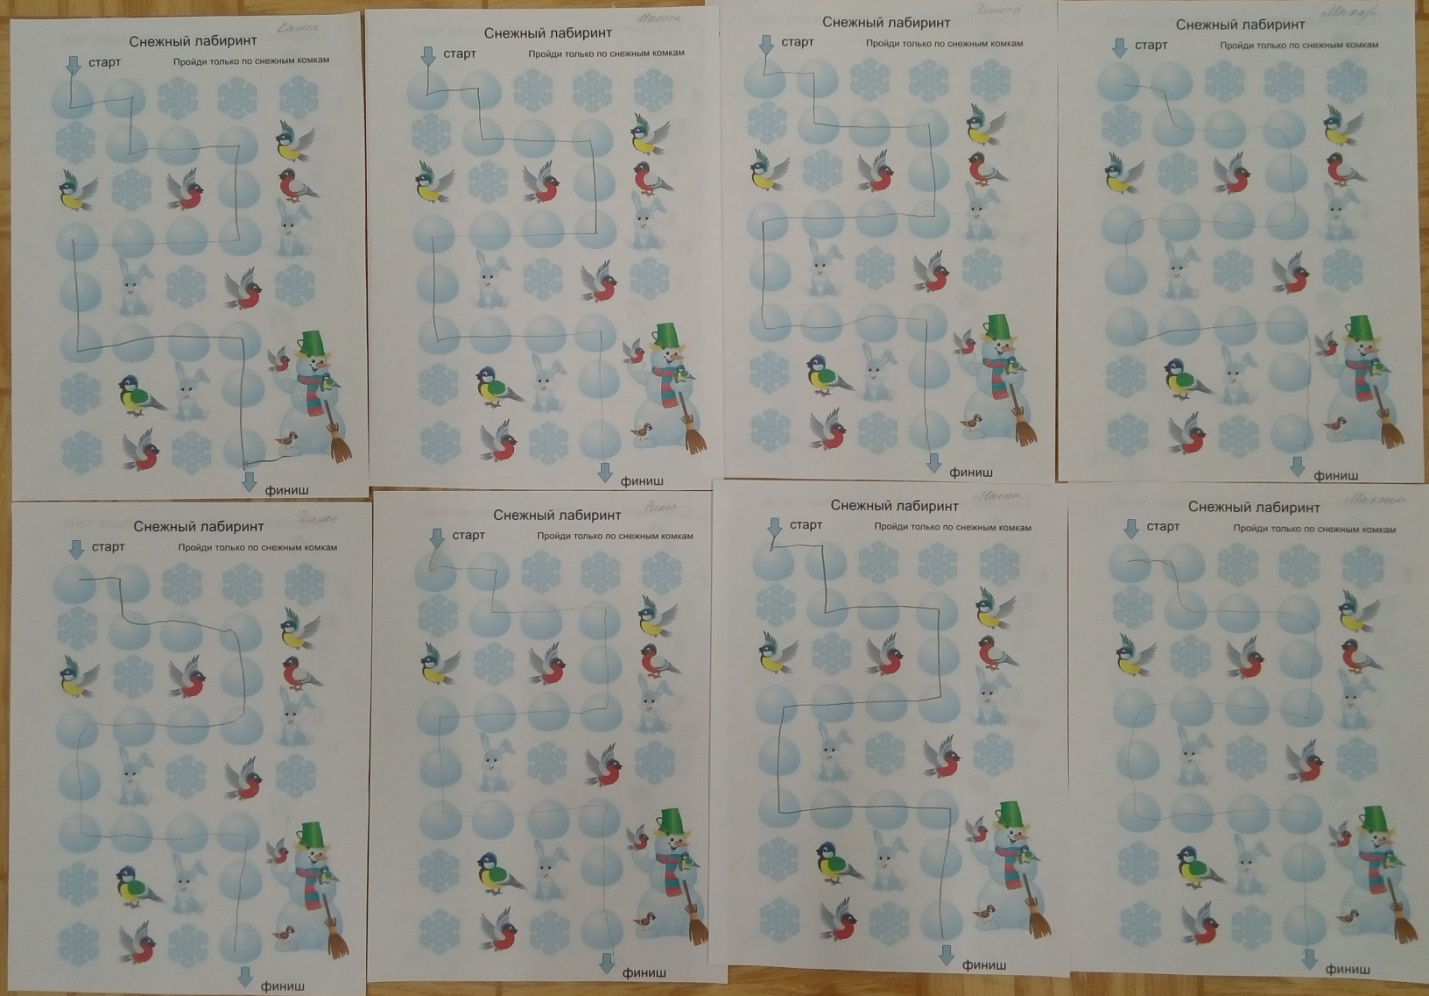 Снежный лабиринт
старт
Пройди только по снежным комкам
финиш
Снежный лабиринт
старт
Пройди только по снежным комкам
финиш
Снежный лабиринт
старт
Пройди только по снежным комкам
финиш
Макар
Снежный лабиринт
старт
Пройди только по снежным комкам
финиш
Снежный лабиринт
старт
Пройди только по снежным комкам
финиш
Снежный лабиринт
старт
Пройди только по снежным комкам
финиш
Снежный лабиринт
старт
Пройди только по снежным комкам
финиш
Снежный лабиринт
старт
Пройди только по снежным комкам
финиш